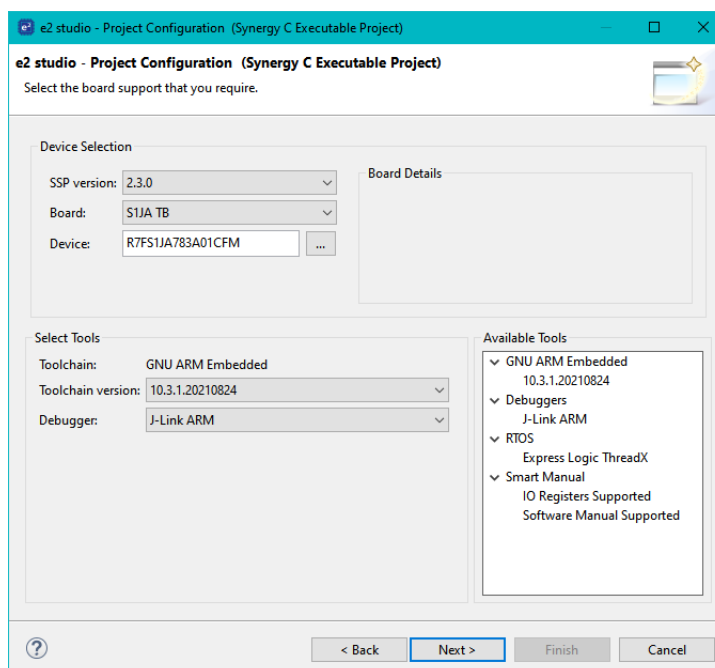 e2 studio - Project Configuration  (Synergy C Executable Project)
e2 studio - Project Configuration  (Synergy C Executable Project)
Select the board support that you require.
Device Selection
SSP version: 2.3.0
Board: S1JA TB
Device: R7FS1JA783A01CFM ...
Board Details
Select Tools
Toolchain: GNU ARM Embedded
Toolchain version: 10.3.1.20210824
Debugger: J-Link ARM
Available Tools
GNU ARM Embedded
10.3.1.20210824
Debuggers
J-Link ARM
RTOS
Express Logic ThreadX
Smart Manual
IO Registers Supported
Software Manual Supported
? < Back Next > Finish Cancel